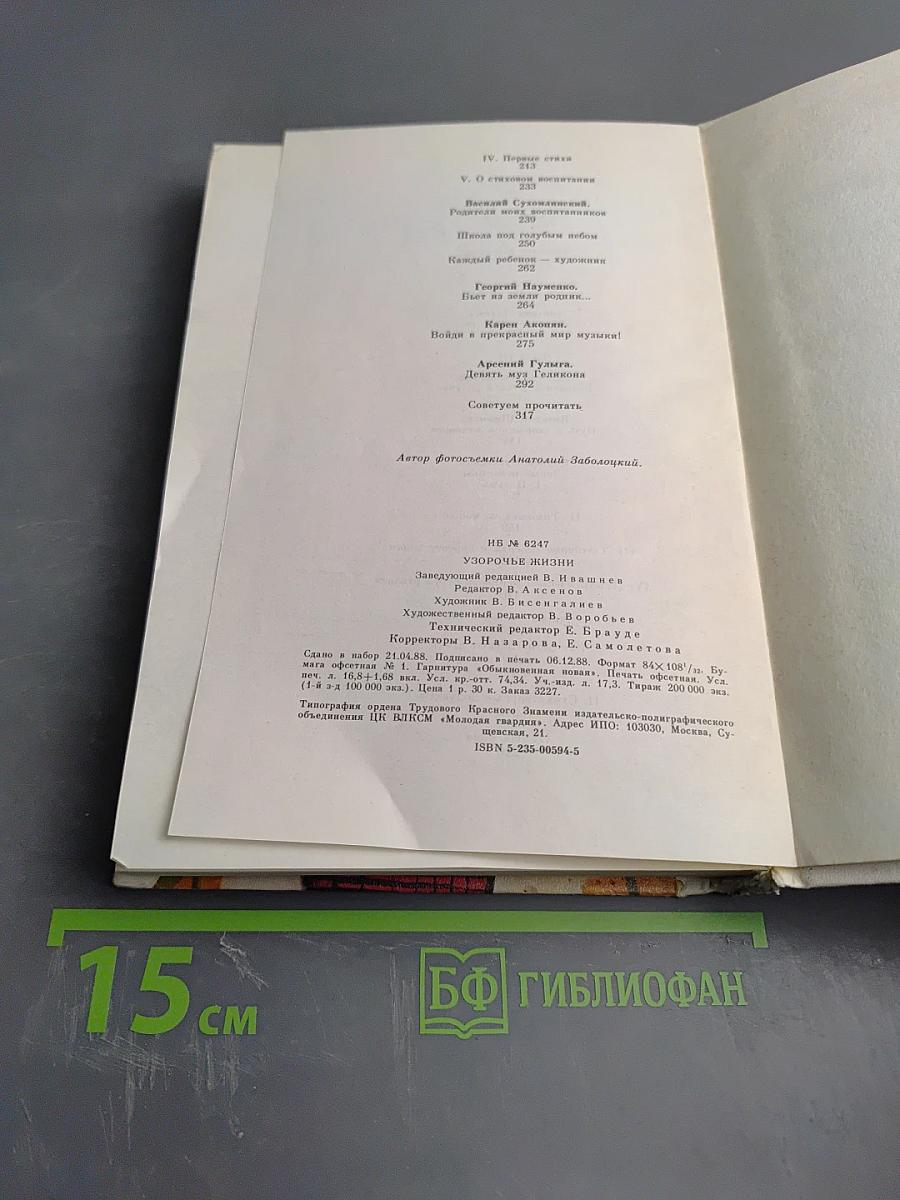 IV. Первые стихи
213
V. О стиховом воспитании
233
Василий Сухомлинский.
Родители моих воспитанников
239
Школа под голубым небом
250
Каждый ребенок — художник
262
Георгий Науменко.
Бьет из земли родник...
264
Карен Акопян.
Войди в прекрасный мир музыки!
275
Арсений Гулыга.
Девять муз Геликона
292
Советуем прочитать
317
Автор фотосъемки Анатолий Заболоцкий.
ИБ № 6247
УЗОРОЧЬЕ ЖИЗНИ
Заведующий редакцией В. Ивашнев
Редактор В. Аксенов
Художник В. Бисенгалиев
Художественный редактор В. Воробьев
Технический редактор Е. Брауде
Корректоры В. Назарова, Е. Самолетова
Сдано в набор 21.04.88. Подписано в печать 06.12.88. Формат 84×108¹/₃₂. Бу-
мага офсетная № 1. Гарнитура «Обыкновенная новая». Печать офсетная. Усл.
печ. л. 16,8+1,68 вкл. Усл. кр.-отт. 74,34. Уч.-изд. л. 17,3. Тираж 200 000 экз.
(1-й з-д 100 000 экз.). Цена 1 р. 30 к. Заказ 3227.
Типография ордена Трудового Красного Знамени издательско-полиграфического
объединения ЦК ВЛКСМ «Молодая гвардия». Адрес ИПО: 103030, Москва, Су-
щевская, 21.
ISBN 5-235-00594-5
15 см
БФ ГИБЛИОФАН